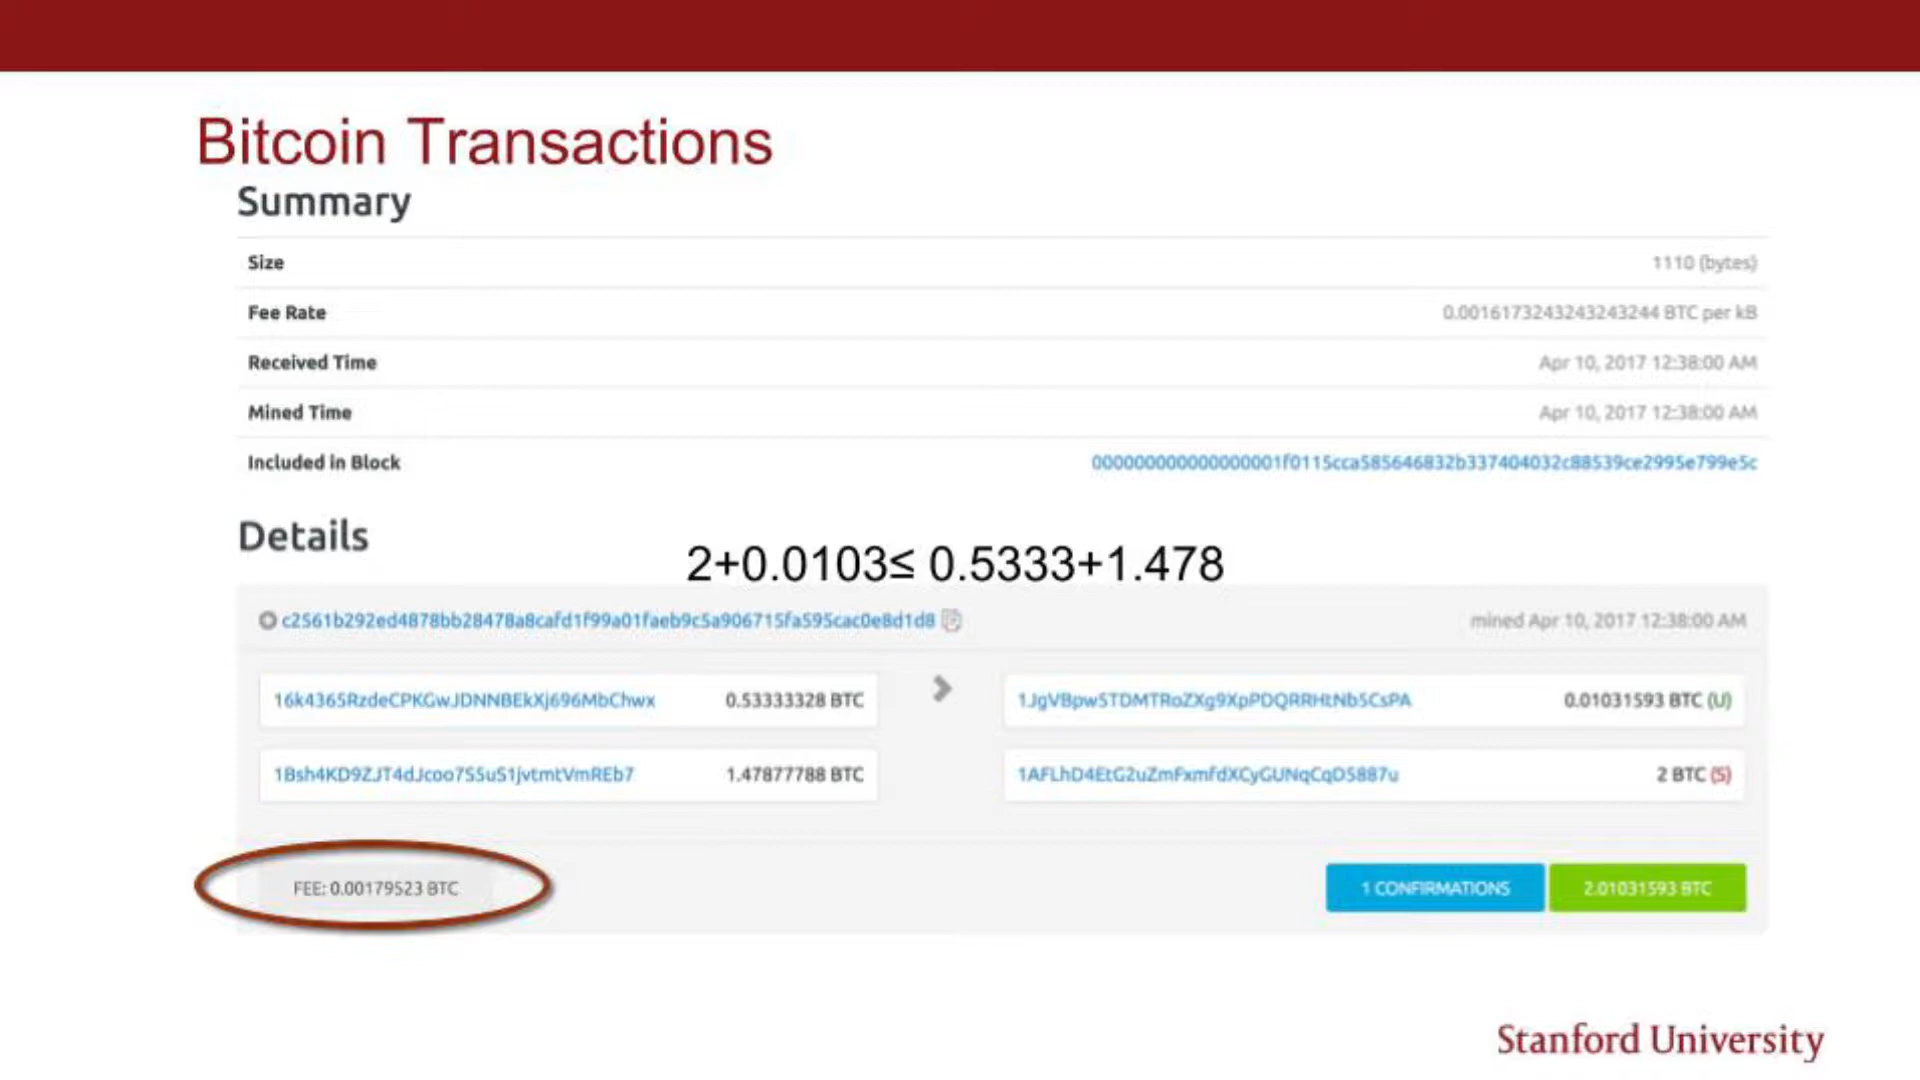 Bitcoin Transactions
Summary
Size 1110 (bytes)
Fee Rate 0.0016173243243243244 BTC per kB
Received Time Apr 10, 2017 12:38:00 AM
Mined Time Apr 10, 2017 12:38:00 AM
Included in Block 000000000000000001f0115cca585646832b337404032c88539ce2995e799e5c
Details
2+0.0103≤ 0.5333+1.478
c2561b292ed4878bb28478a8cafd1f99a01faeb9c5a906715fa595cac0e8d1d8 mined Apr 10, 2017 12:38:00 AM
16k4365RzdeCPKGwJDNNBEkXj696MbChwx 0.53333328 BTC 1JgVBpw5TDMTRoZXg9XpPDQRRHtNb5CsPA 0.01031593 BTC (U)
1Bsh4KD9ZJT4dJcoo7S5uS1jvtmtVmREb7 1.47877788 BTC 1AFLhD4EtG2uZmFxmfdXCyGUNqCqD5887u 2 BTC (S)
FEE: 0.00179523 BTC 1 CONFIRMATIONS 2.01031593 BTC
Stanford University